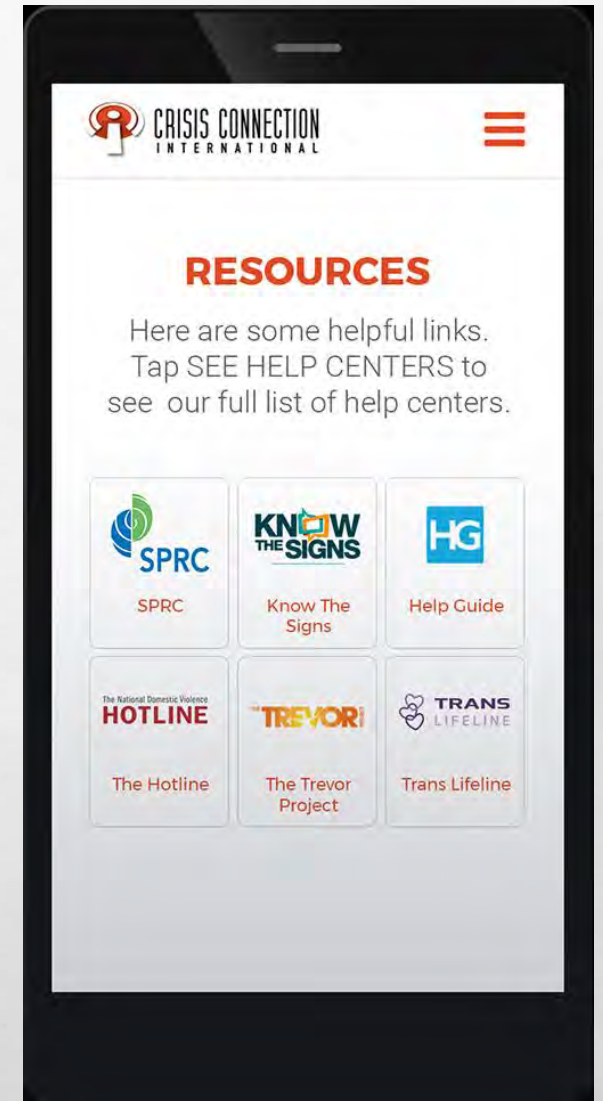 CRISIS CONNECTION
INTERNATIONAL
RESOURCES
Here are some helpful links.
Tap SEE HELP CENTERS to
see our full list of help centers.
SPRC
SPRC
KNOW
THE SIGNS
Know The
Signs
HG
Help Guide
The National Domestic Violence
HOTLINE
The Hotline
TREVOR
The Trevor
Project
TRANS
LIFELINE
Trans Lifeline